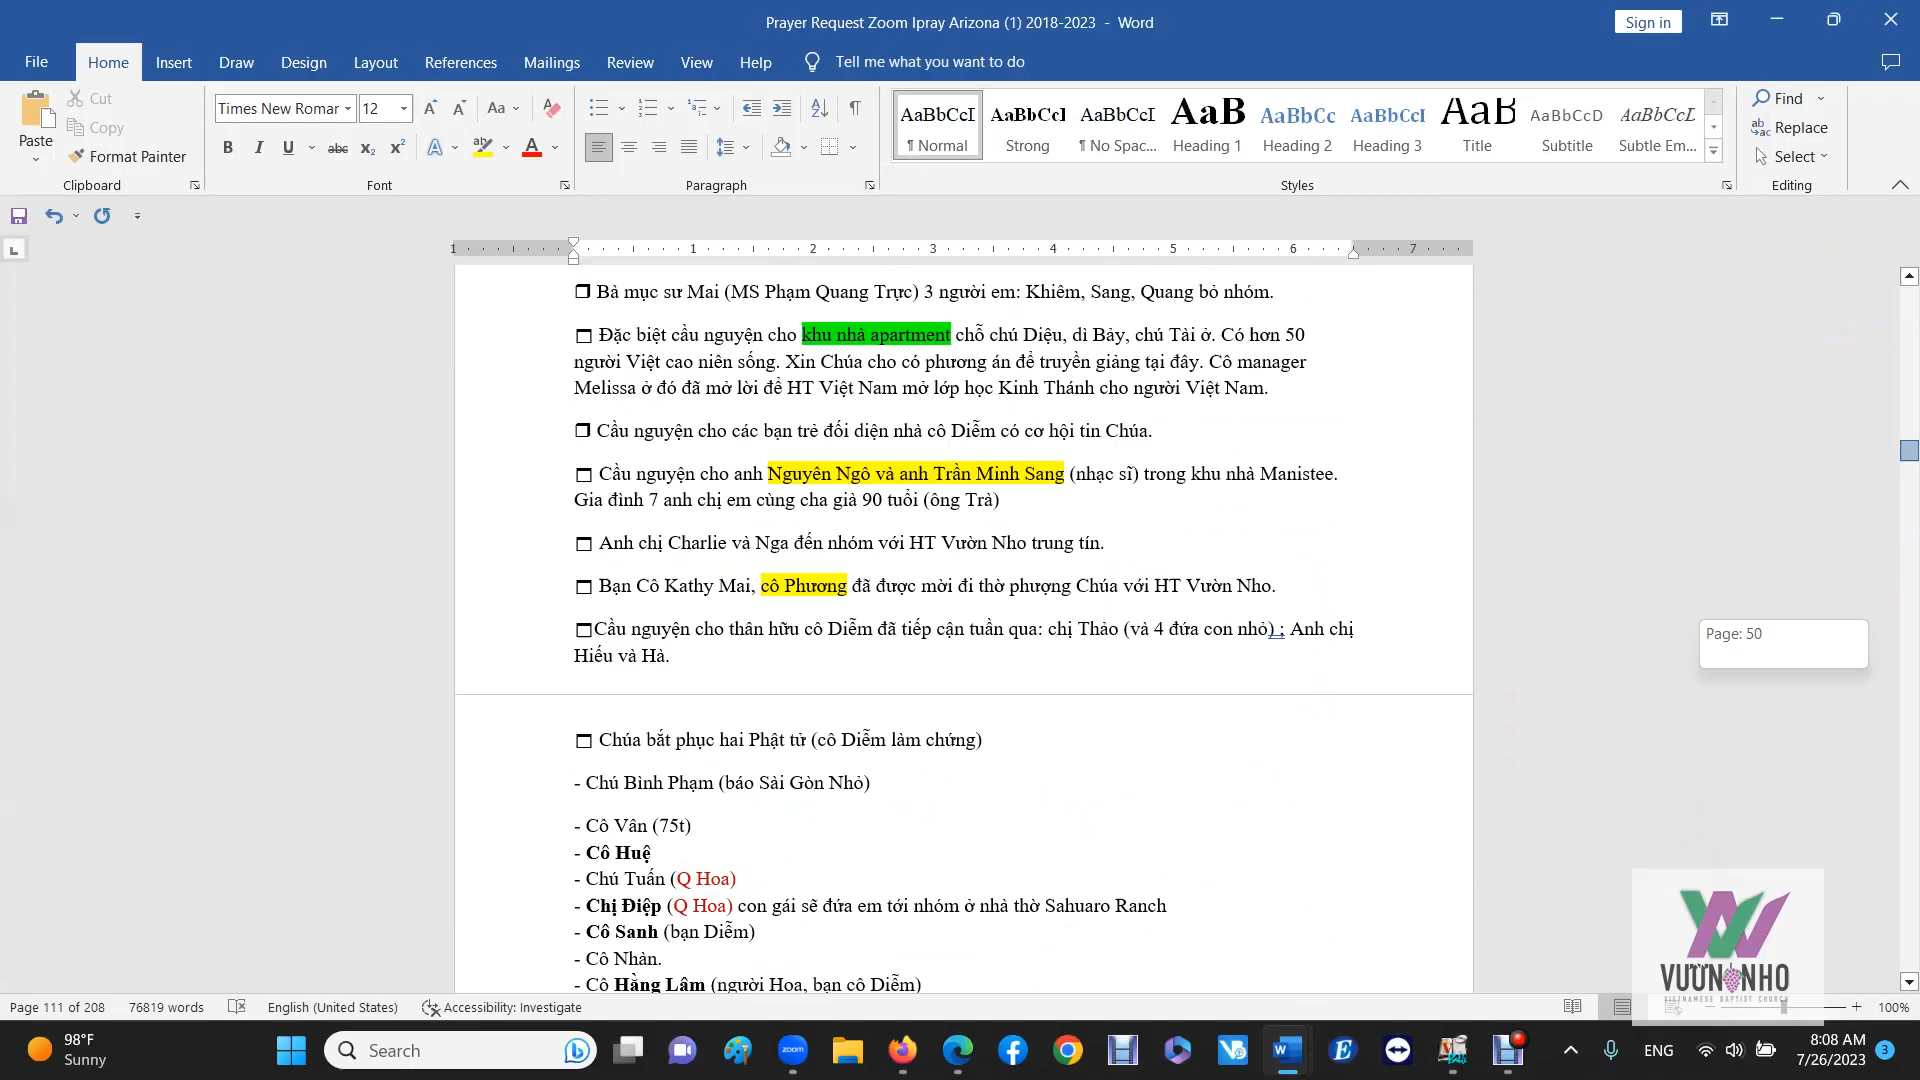 Prayer Request Zoom Ipray Arizona (1) 2018-2023 - Word
Sign in
File Home Insert Draw Design Layout References Mailings Review View Help Tell me what you want to do
Paste
Cut
Copy
Format Painter
Times New Romar 12
AaBbCcI AaBbCcI AaBbCcI AaB AaBbCc AaBbCcI AaB AaBbCcD AaBbCcL
¶ Normal Strong ¶ No Spac... Heading 1 Heading 2 Heading 3 Title Subtitle Subtle Em...
Find
Replace
Select
Clipboard Font Paragraph Styles Editing
1 1 2 3 4 5 6 7
❐ Bà mục sư Mai (MS Phạm Quang Trực) 3 người em: Khiêm, Sang, Quang bỏ nhóm.
☐ Đặc biệt cầu nguyện cho khu nhà apartment chỗ chú Diệu, dì Bảy, chú Tài ở. Có hơn 50
người Việt cao niên sống. Xin Chúa cho có phương án để truyền giảng tại đây. Cô manager
Melissa ở đó đã mở lời để HT Việt Nam mở lớp học Kinh Thánh cho người Việt Nam.
❐ Cầu nguyện cho các bạn trẻ đối diện nhà cô Diễm có cơ hội tin Chúa.
☐ Cầu nguyện cho anh Nguyên Ngô và anh Trần Minh Sang (nhạc sĩ) trong khu nhà Manistee.
Gia đình 7 anh chị em cùng cha già 90 tuổi (ông Trà)
☐ Anh chị Charlie và Nga đến nhóm với HT Vườn Nho trung tín.
☐ Bạn Cô Kathy Mai, cô Phương đã được mời đi thờ phượng Chúa với HT Vườn Nho.
☐Cầu nguyện cho thân hữu cô Diễm đã tiếp cận tuần qua: chị Thảo (và 4 đứa con nhỏ) ; Anh chị
Hiếu và Hà.
Page: 50
☐ Chúa bắt phục hai Phật tử (cô Diễm làm chứng)
- Chú Bình Phạm (báo Sài Gòn Nhỏ)
- Cô Vân (75t)
- Cô Huệ
- Chú Tuấn (Q Hoa)
- Chị Điệp (Q Hoa) con gái sẽ đứa em tới nhóm ở nhà thờ Sahuaro Ranch
- Cô Sanh (bạn Diễm)
- Cô Nhàn.
- Cô Hằng Lâm (người Hoa, bạn cô Diễm)
VƯỜN NHO
VIETNAMESE BAPTIST CHURCH
Page 111 of 208 76819 words English (United States) Accessibility: Investigate 100%
98°F
Sunny
Search
zoom
ENG
8:08 AM
7/26/2023
3